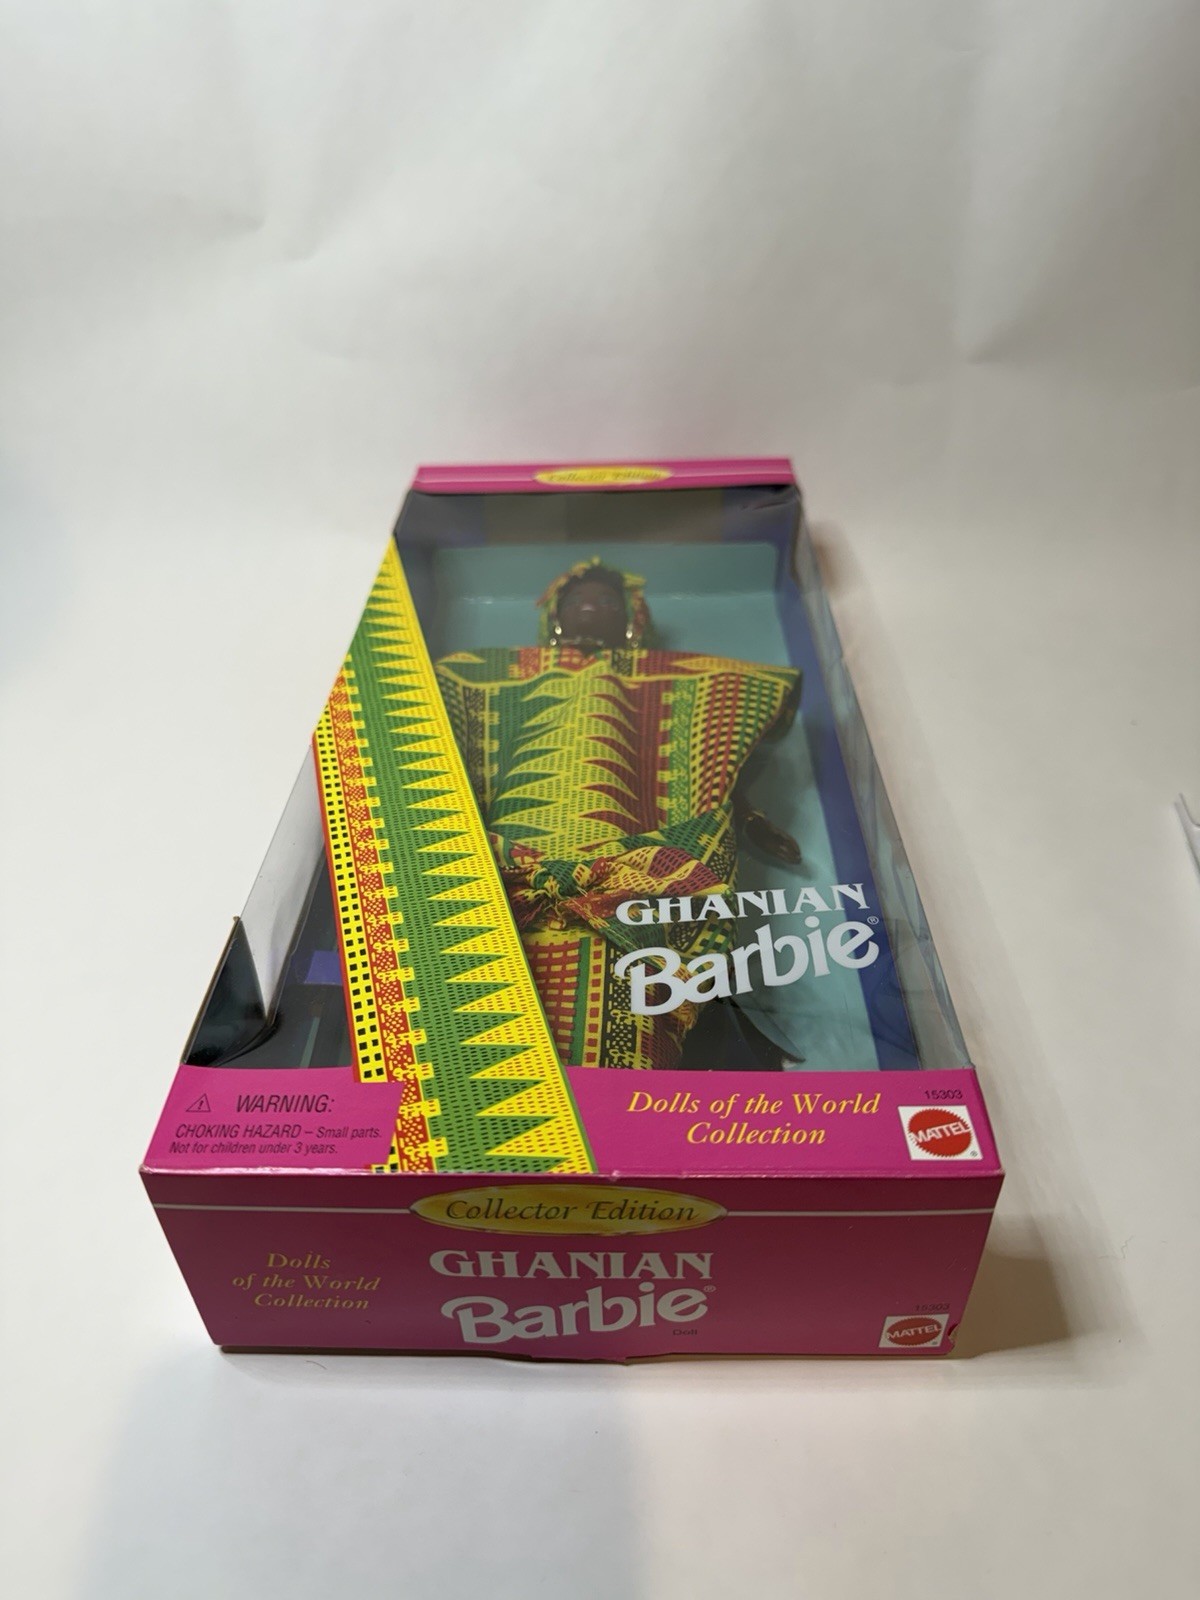 Collector Edition
GHANIAN
Barbie®
⚠ WARNING:
CHOKING HAZARD – Small parts.
Not for children under 3 years.
Dolls of the World
Collection
15303
MATTEL
®
Collector Edition
Dolls
of the World
Collection
GHANIAN
Barbie®
Doll
15303
MATTEL